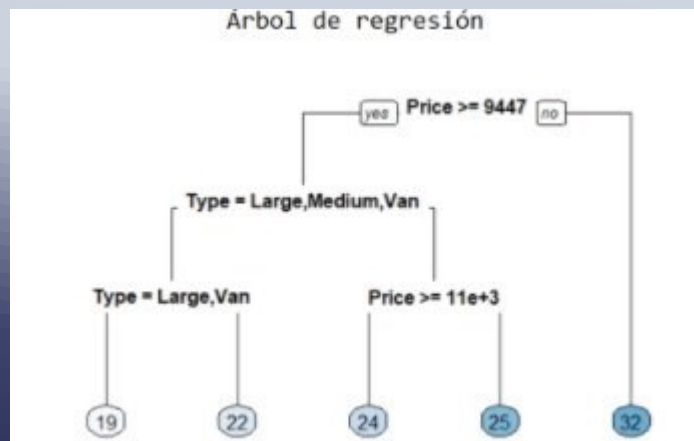 Árbol de regresión
yes Price >= 9447 no
Type = Large,Medium,Van
Type = Large,Van Price >= 11e+3
19 22 24 25 32